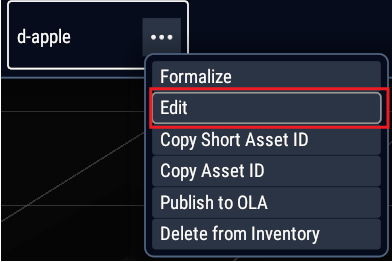 d-apple
Formalize
Edit
Copy Short Asset ID
Copy Asset ID
Publish to OLA
Delete from Inventory